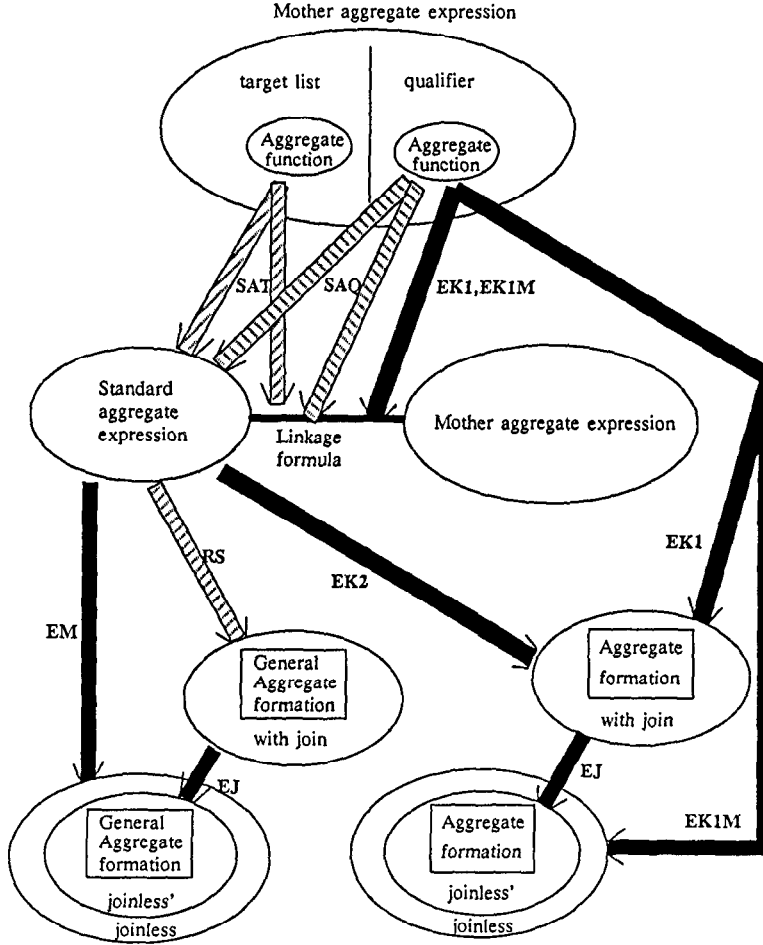 Mother aggregate expression
target list
qualifier
Aggregate
function
Aggregate
function
SAT
SAQ
EK1,EK1M
Standard
aggregate
expression
Linkage
formula
Mother aggregate expression
RS
EK2
EK1
EM
General
Aggregate
formation
with join
Aggregate
formation
with join
EJ
EJ
General
Aggregate
formation
joinless'
joinless
Aggregate
formation
joinless'
joinless
EK1M